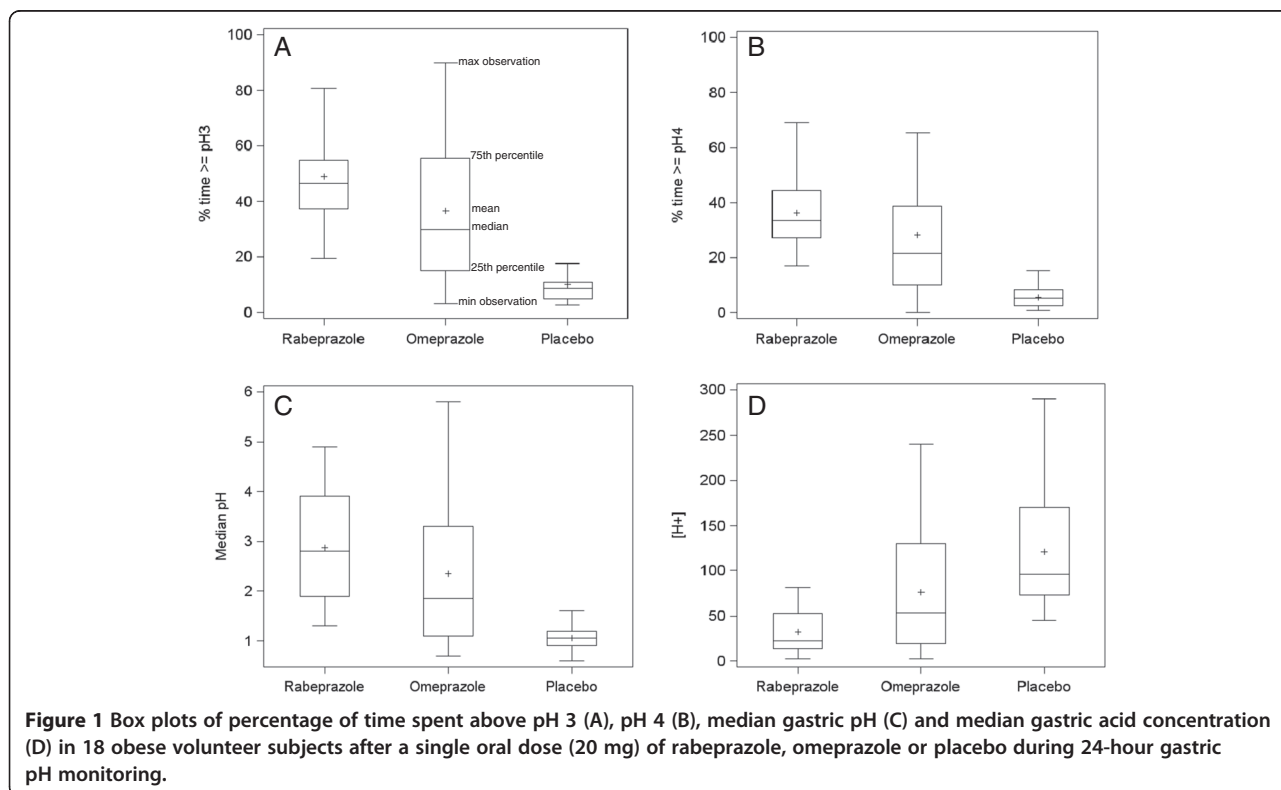 A
100
80
60
40
20
0
% time >= pH3
max observation
75th percentile
mean
median
25th percentile
min observation
Rabeprazole Omeprazole Placebo
B
100
80
60
40
20
0
% time >= pH4
Rabeprazole Omeprazole Placebo
C
6
5
4
3
2
1
Median pH
Rabeprazole Omeprazole Placebo
D
300
250
200
150
100
50
0
[H+]
Rabeprazole Omeprazole Placebo
Figure 1 Box plots of percentage of time spent above pH 3 (A), pH 4 (B), median gastric pH (C) and median gastric acid concentration
(D) in 18 obese volunteer subjects after a single oral dose (20 mg) of rabeprazole, omeprazole or placebo during 24-hour gastric
pH monitoring.